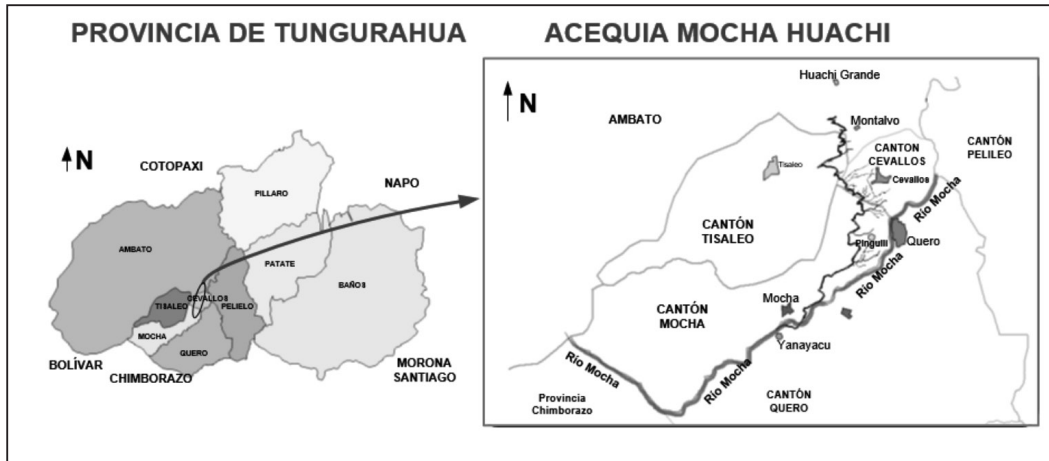 PROVINCIA DE TUNGURAHUA
N
COTOPAXI
NAPO
PILLARO
AMBATO
PATATE
BAÑOS
CEVALLOS
TISALEO
PELIELO
MOCHA
QUERO
BOLÍVAR
CHIMBORAZO
MORONA
SANTIAGO
ACEQUIA MOCHA HUACHI
N
Huachi Grande
AMBATO
Montalvo
CANTON
CEVALLOS
CANTÓN
PELILEO
Tisaleo
Cevallos
Río Mocha
CANTÓN
TISALEO
Pinguili
Quero
Río Mocha
Mocha
CANTÓN
MOCHA
Yanayacu
Río Mocha
Río Mocha
Provincia
Chimborazo
CANTÓN
QUERO